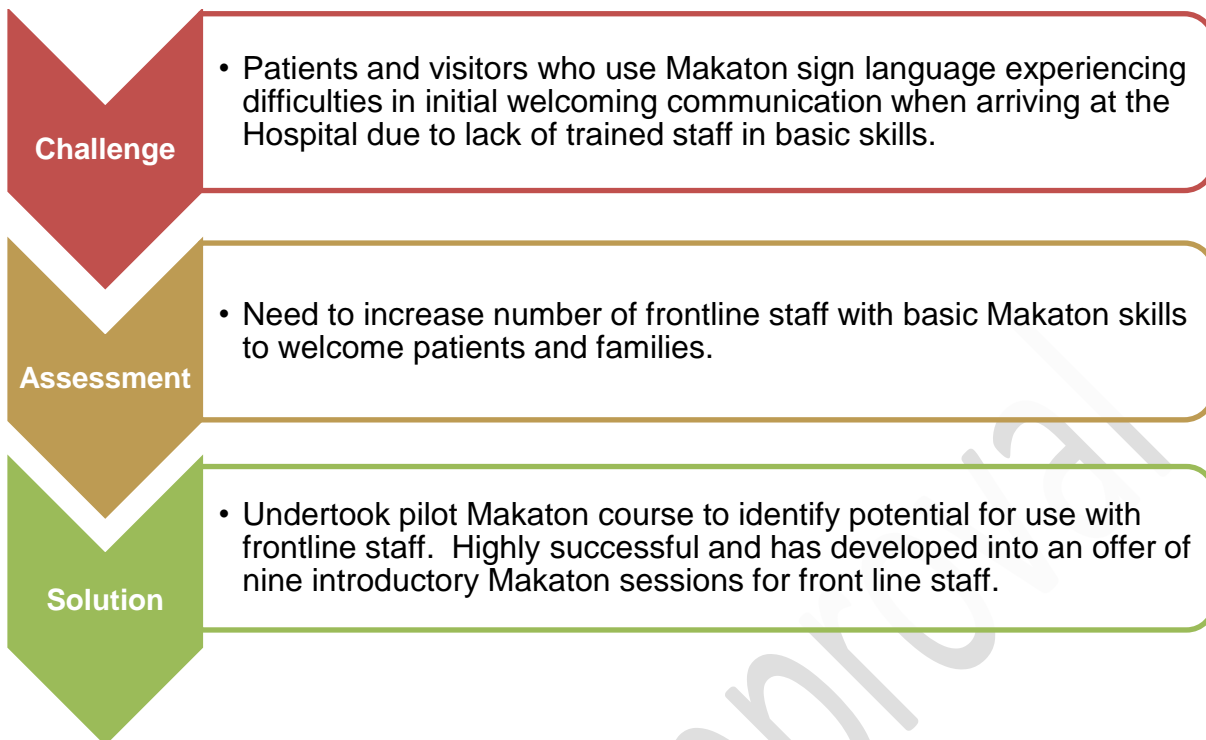 Challenge
• Patients and visitors who use Makaton sign language experiencing
difficulties in initial welcoming communication when arriving at the
Hospital due to lack of trained staff in basic skills.
Assessment
• Need to increase number of frontline staff with basic Makaton skills
to welcome patients and families.
Solution
• Undertook pilot Makaton course to identify potential for use with
frontline staff.  Highly successful and has developed into an offer of
nine introductory Makaton sessions for front line staff.